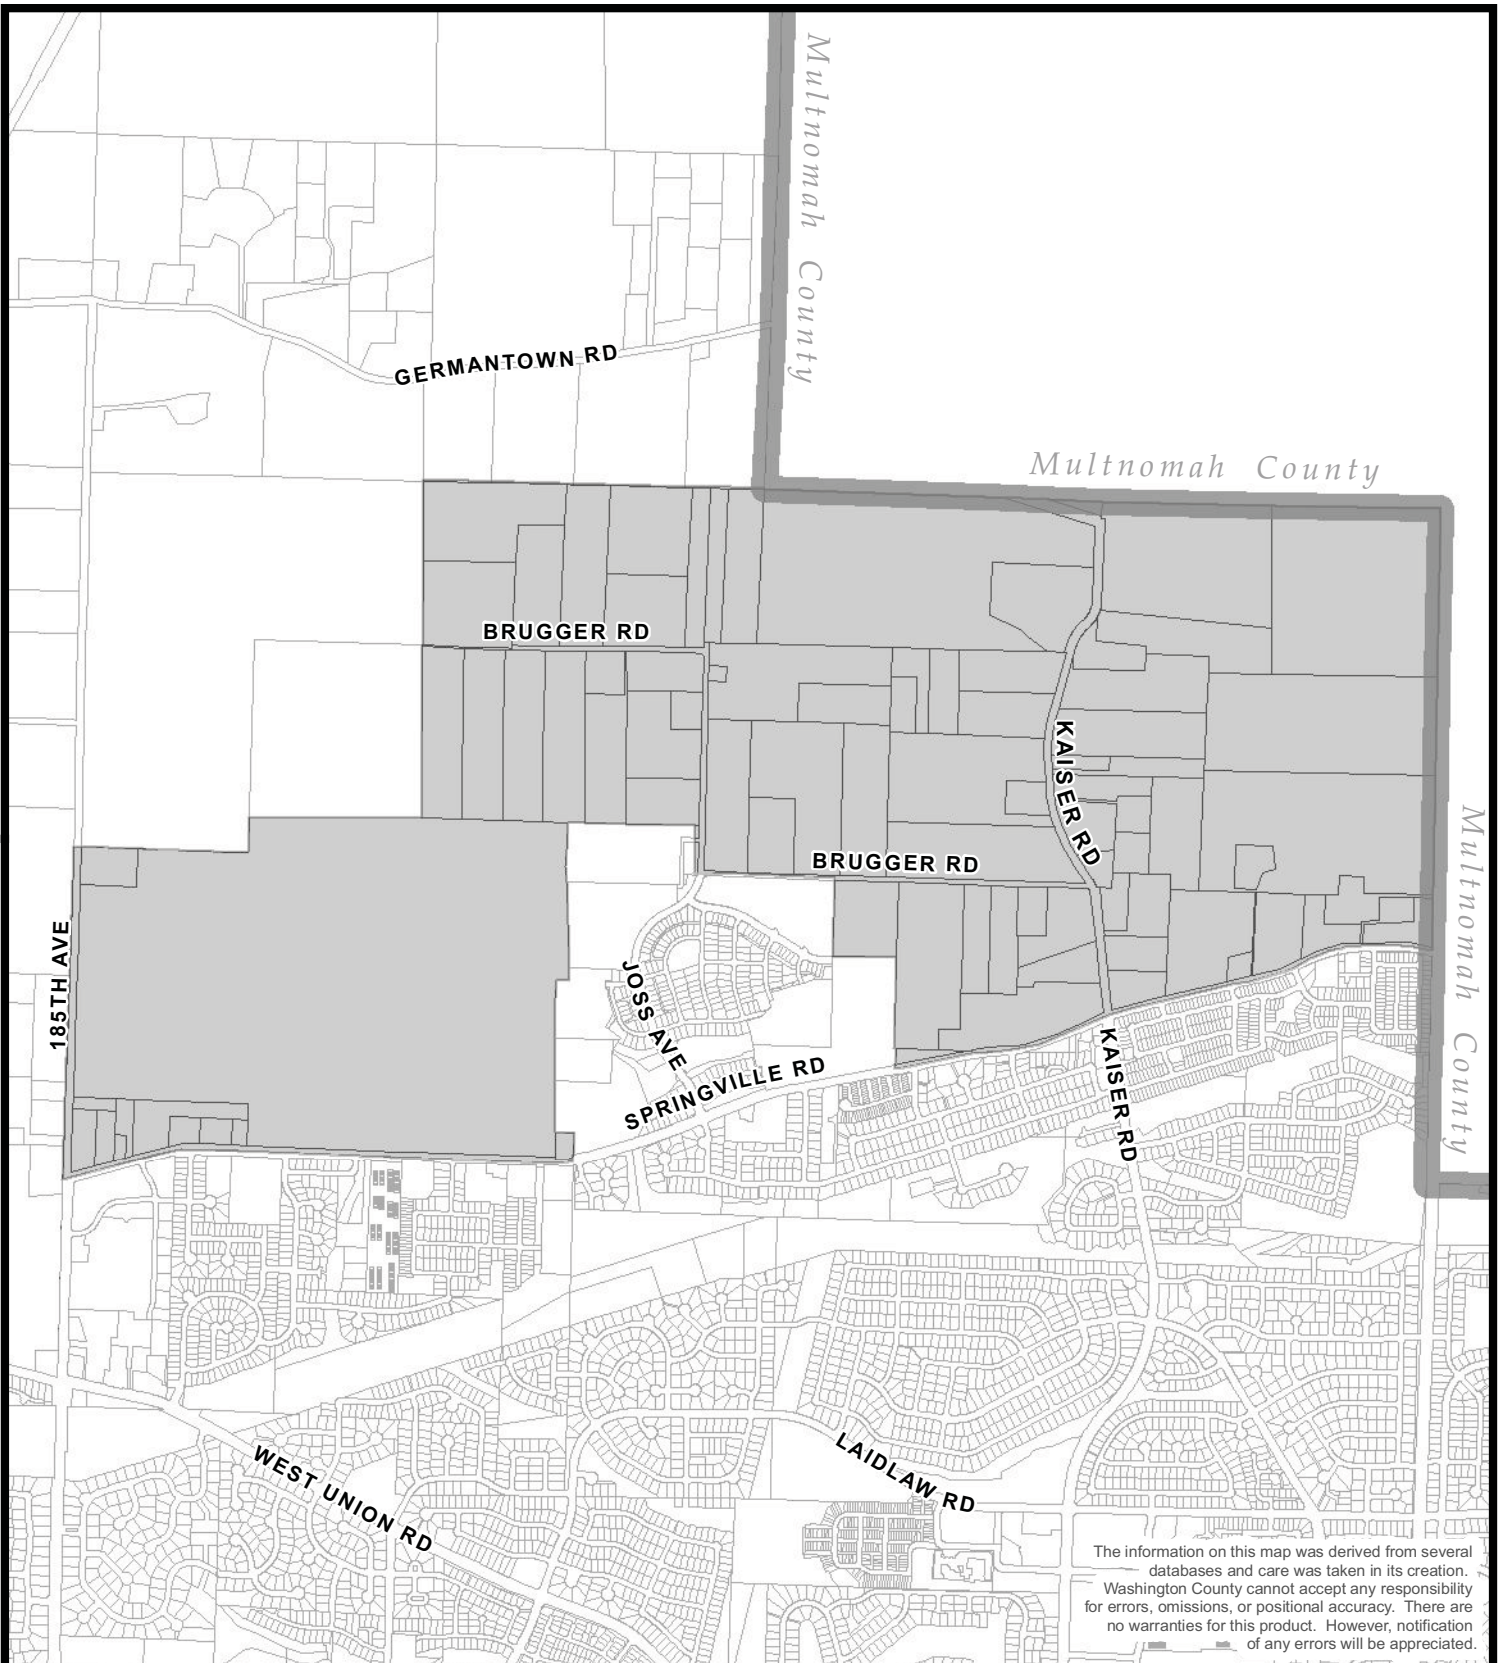 Multnomah County
GERMANTOWN RD
Multnomah County
BRUGGER RD
KAISER RD
BRUGGER RD
Multnomah County
185TH AVE
JOSS AVE
SPRINGVILLE RD
KAISER RD
LAIDLAW RD
WEST UNION RD
The information on this map was derived from several
databases and care was taken in its creation.
Washington County cannot accept any responsibility
for errors, omissions, or positional accuracy. There are
no warranties for this product. However, notification
of any errors will be appreciated.